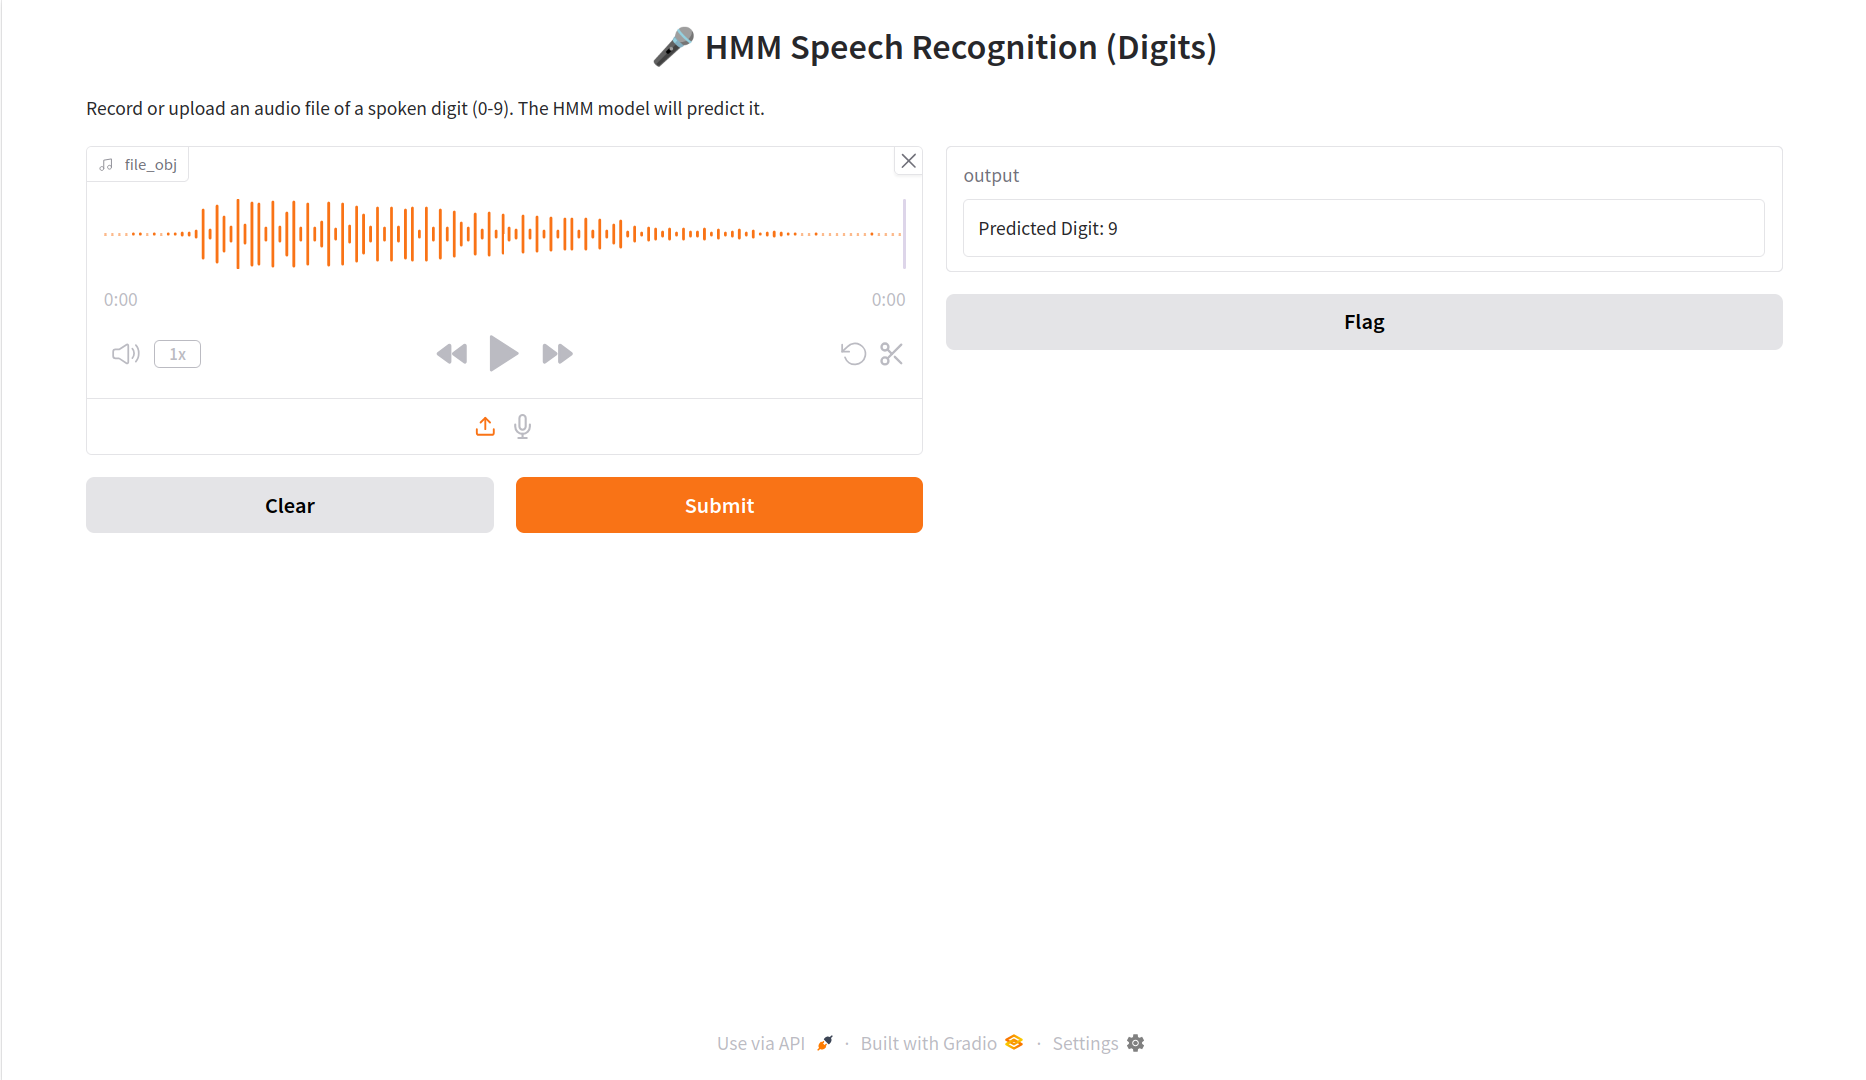 🎤 HMM Speech Recognition (Digits)
Record or upload an audio file of a spoken digit (0-9). The HMM model will predict it.
file_obj
0:00 0:00
1x
Clear Submit
output
Predicted Digit: 9
Flag
Use via API · Built with Gradio · Settings